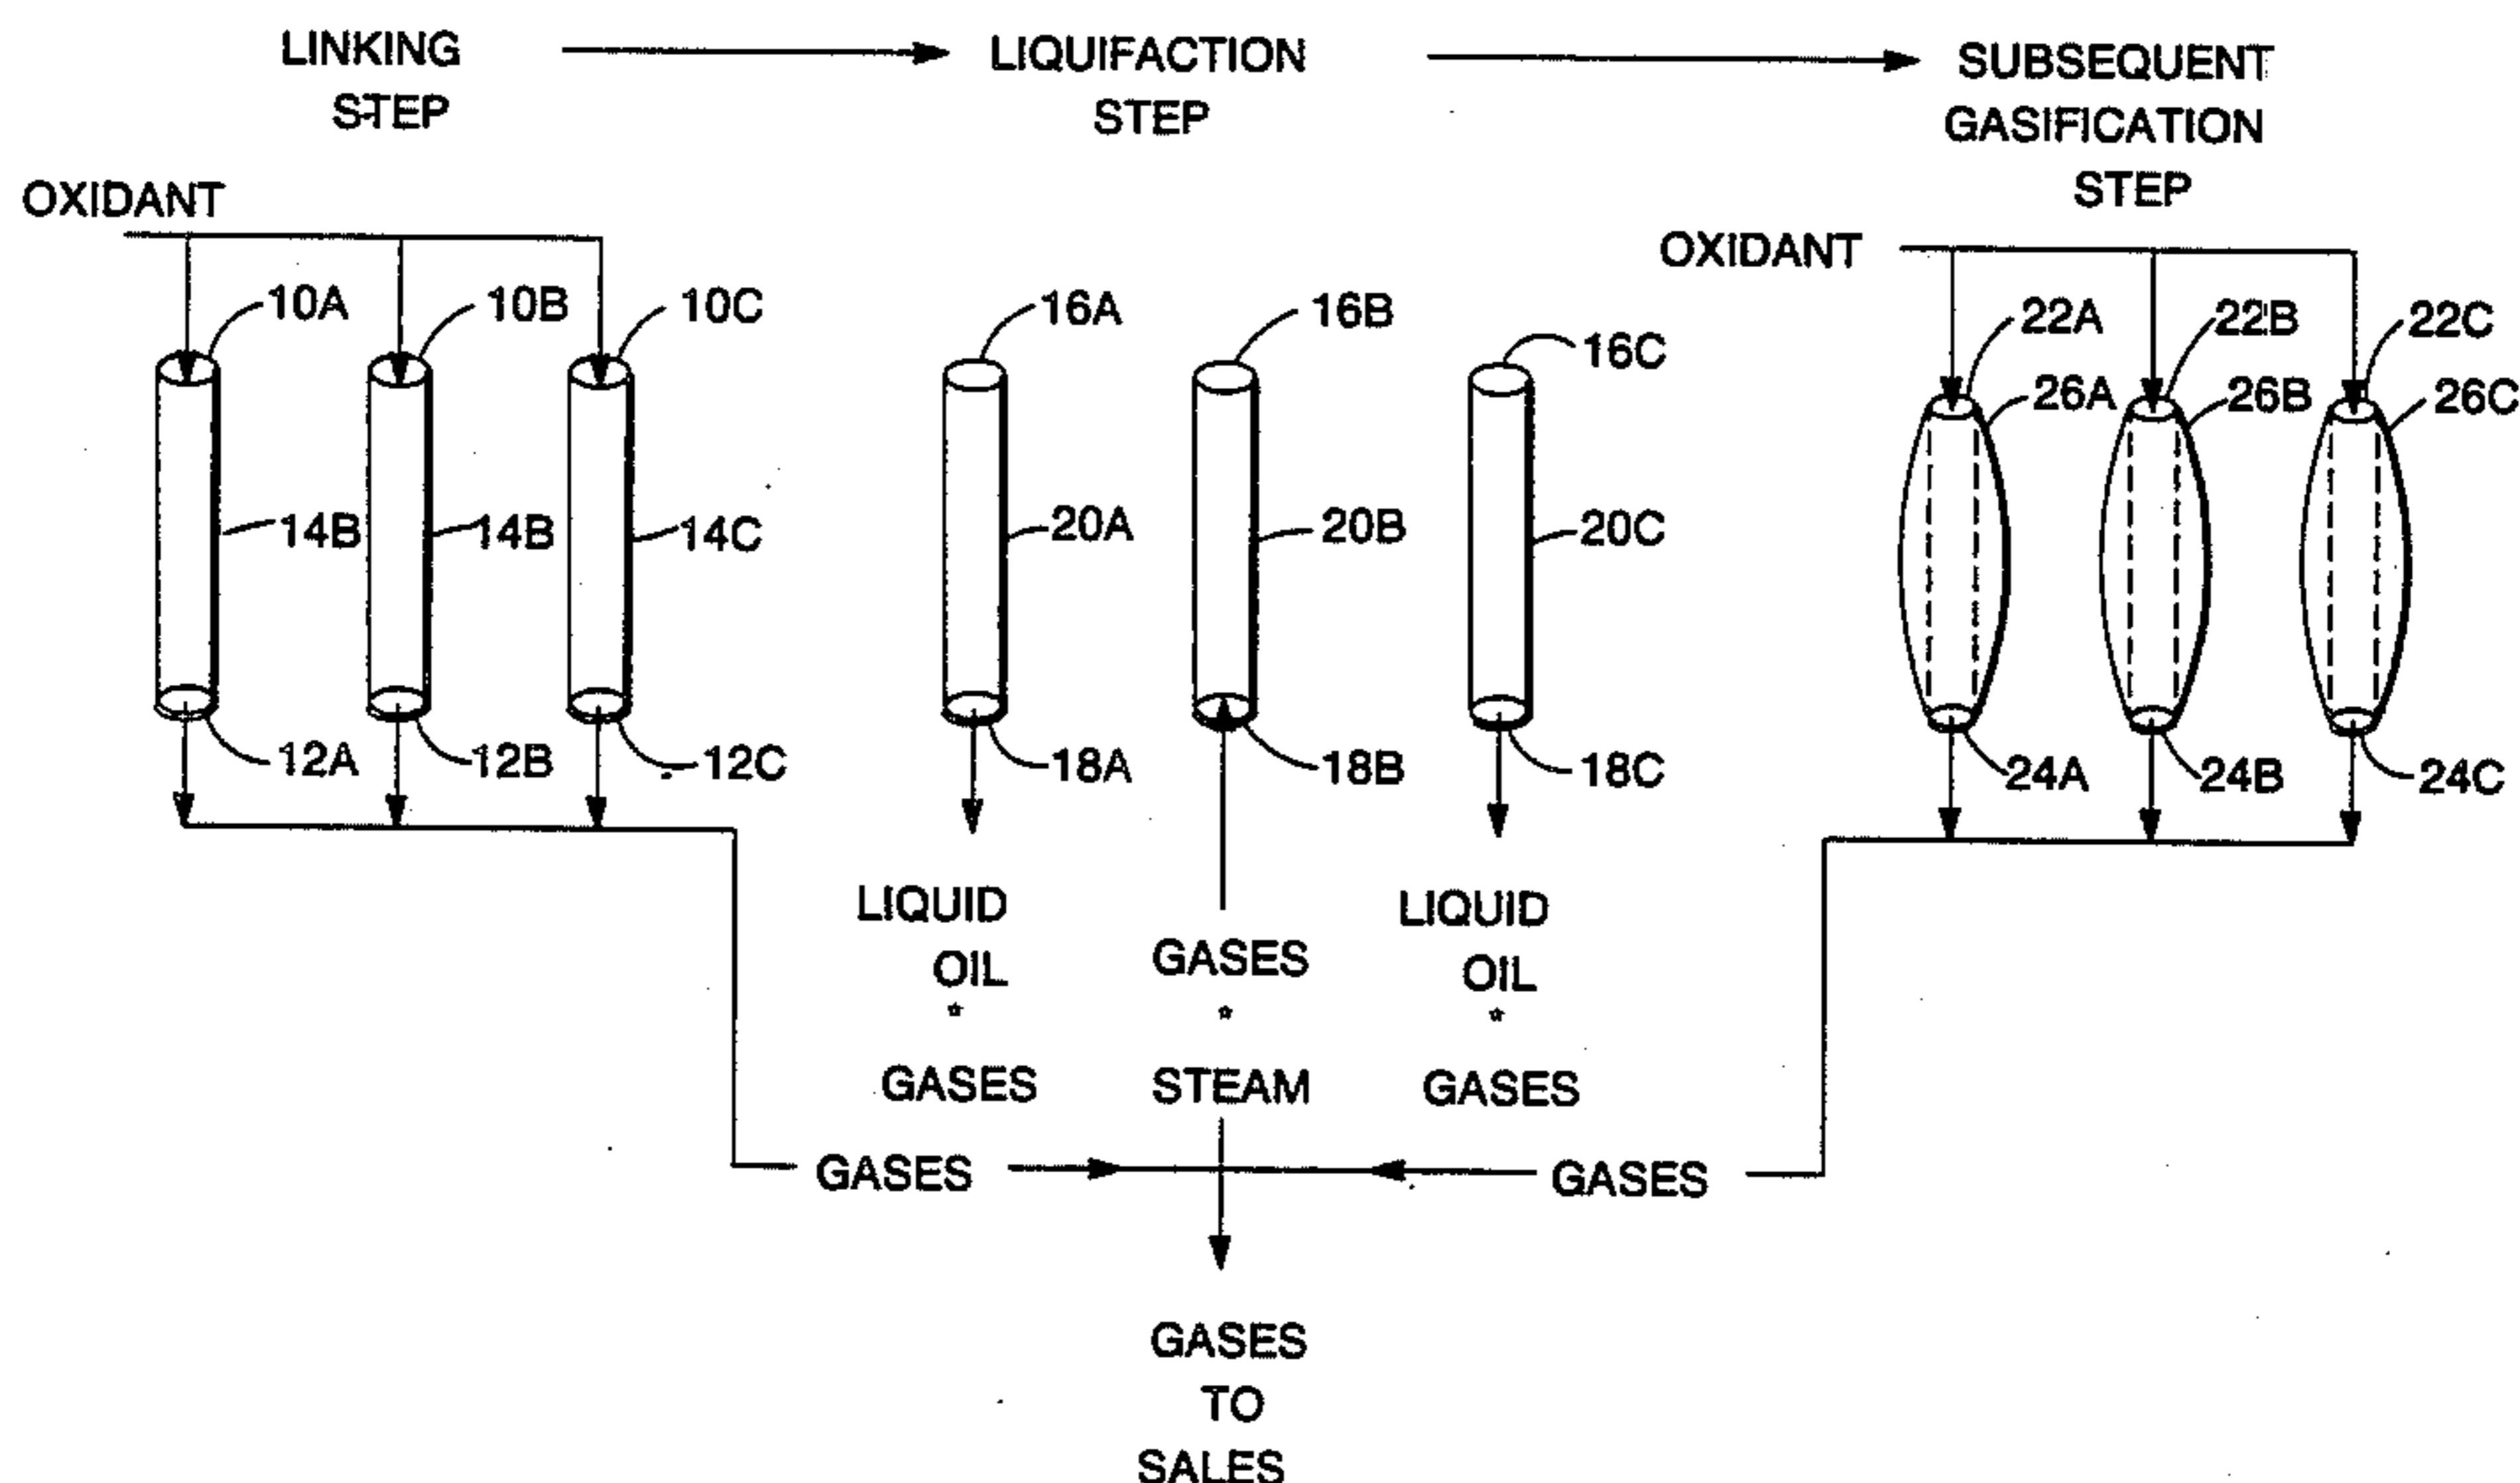 LINKING
STEP
LIQUIFACTION
STEP
SUBSEQUENT
GASIFICATION
STEP
OXIDANT
OXIDANT
10A
10B
10C
16A
16B
16C
22A
22B
22C
26A
26B
26C
14B
14B
14C
20A
20B
20C
12A
12B
12C
18A
18B
18C
24A
24B
24C
LIQUID
OIL
*
GASES
GASES
*
STEAM
LIQUID
OIL
*
GASES
GASES
GASES
GASES
TO
SALES